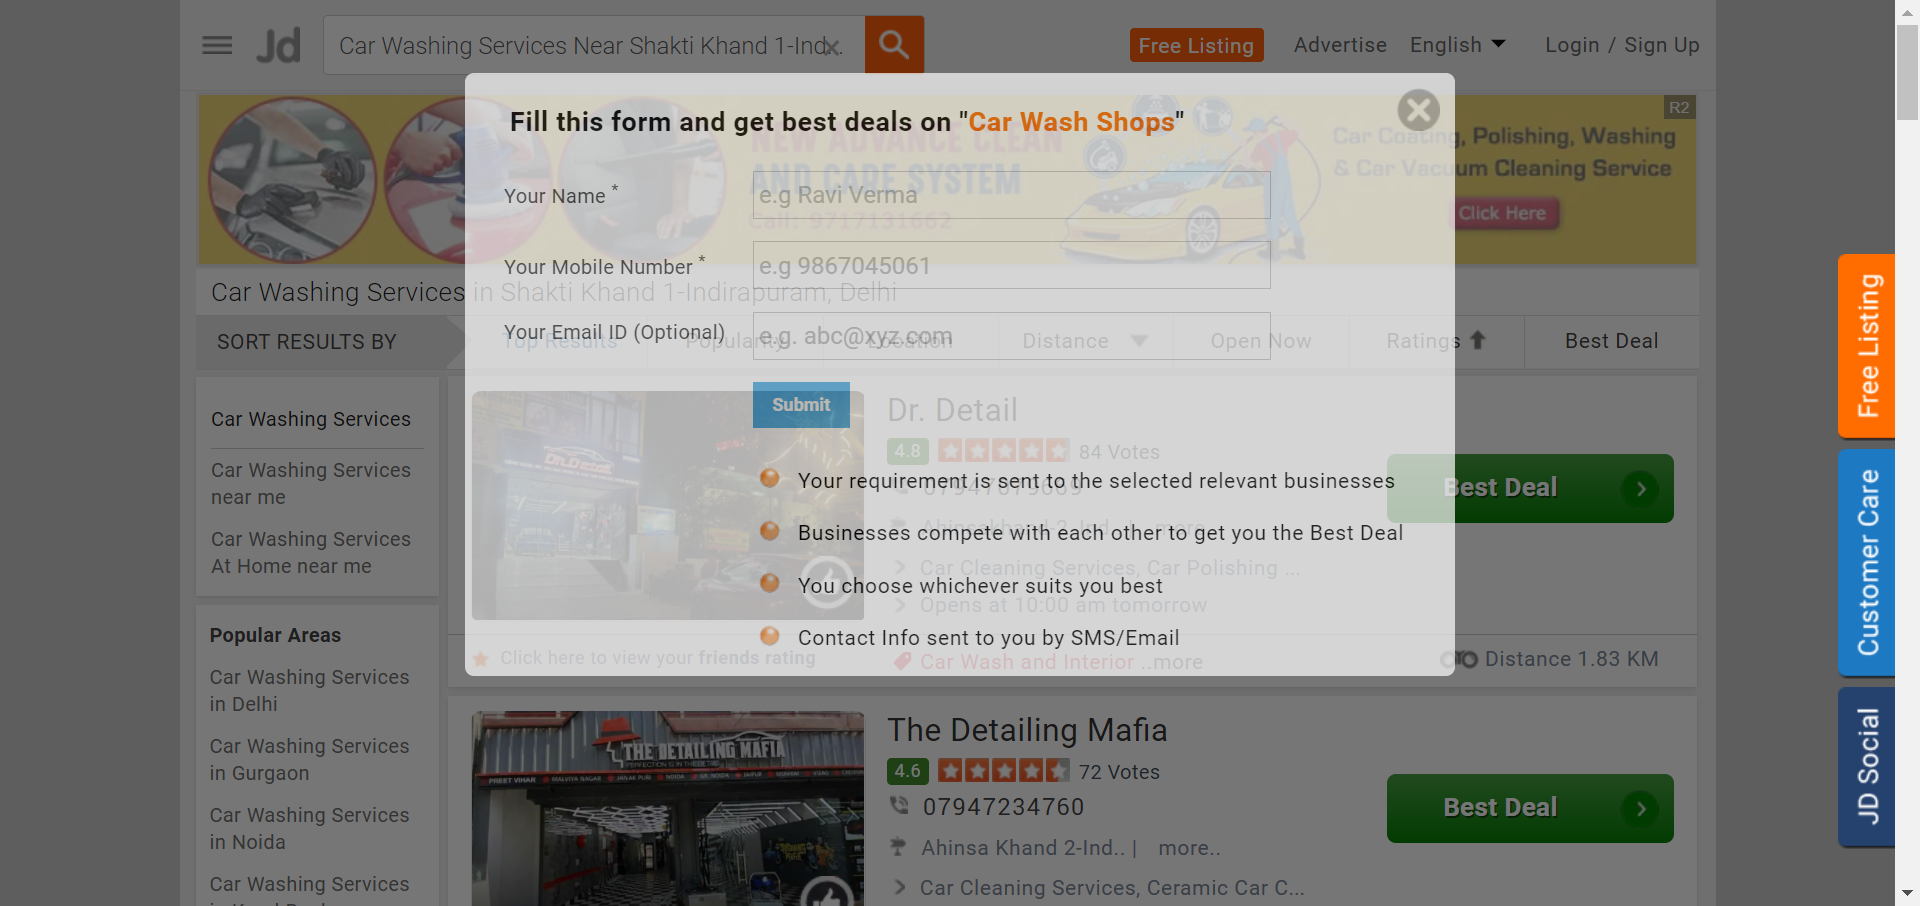 Jd
Car Washing Services Near Shakti Khand 1-Ind..
Free Listing
Advertise
English
Login / Sign Up
R2
Fill this form and get best deals on "Car Wash Shops"
NEW ADVANCE CLEAN
AND CARE SYSTEM
Call: 9717131662
Car Coating, Polishing, Washing
& Car Vacuum Cleaning Service
Click Here
Your Name *
e.g Ravi Verma
Your Mobile Number *
e.g 9867045061
Car Washing Services in Shakti Khand 1-Indirapuram, Delhi
Your Email ID (Optional)
e.g. abc@xyz.com
SORT RESULTS BY
Top Results
Popularity
Location
Distance
Open Now
Ratings
Best Deal
Submit
Car Washing Services
Car Washing Services
near me
Car Washing Services
At Home near me
Dr. Detail
4.8
84 Votes
Your requirement is sent to the selected relevant businesses
Best Deal
Businesses compete with each other to get you the Best Deal
Ahinsakhand-2, Ind.. | more..
Car Cleaning Services, Car Polishing ...
You choose whichever suits you best
Opens at 10:00 am tomorrow
Contact Info sent to you by SMS/Email
Click here to view your friends rating
Car Wash and Interior ..more
Distance 1.83 KM
Popular Areas
Car Washing Services
in Delhi
Car Washing Services
in Gurgaon
Car Washing Services
in Noida
Car Washing Services
THE DETAILING MAFIA
PREET VIHAR
MALVIYA NAGAR
JANAK PURI
NOIDA
The Detailing Mafia
4.6
72 Votes
07947234760
Ahinsa Khand 2-Ind.. | more..
Car Cleaning Services, Ceramic Car C...
Best Deal
Free Listing
Customer Care
JD Social